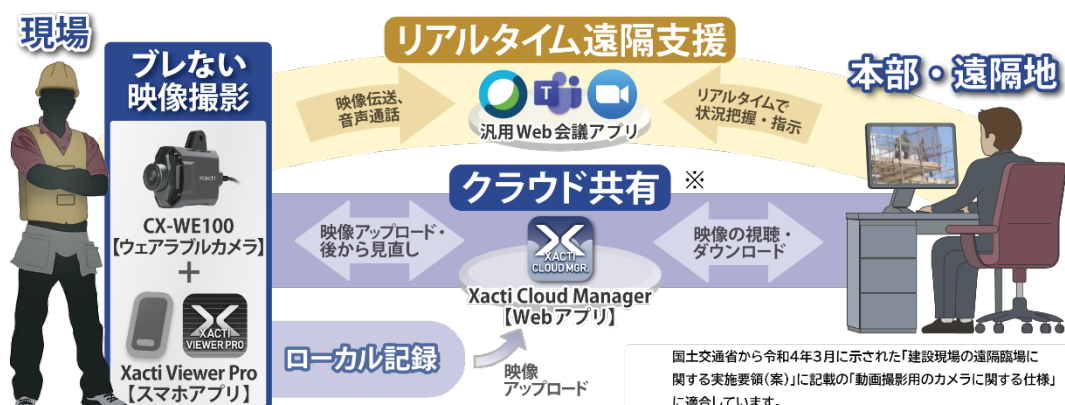 現場
ブレない
映像撮影
xacti
CX-WE100
【ウェアラブルカメラ】
+
XACTI
VIEWER PRO
Xacti Viewer Pro
【スマホアプリ】
リアルタイム遠隔支援
映像伝送、
音声通話
汎用Web会議アプリ
リアルタイムで
状況把握・指示
本部・遠隔地
クラウド共有 ※
映像アップロード・
後から見直し
XACTI
CLOUD MGR.
映像の視聴・
ダウンロード
Xacti Cloud Manager
【Webアプリ】
ローカル記録
映像
アップロード
国土交通省から令和4年3月に示された「建設現場の遠隔臨場に
関する実施要領(案)」に記載の「動画撮影用のカメラに関する仕様」
に適合しています。